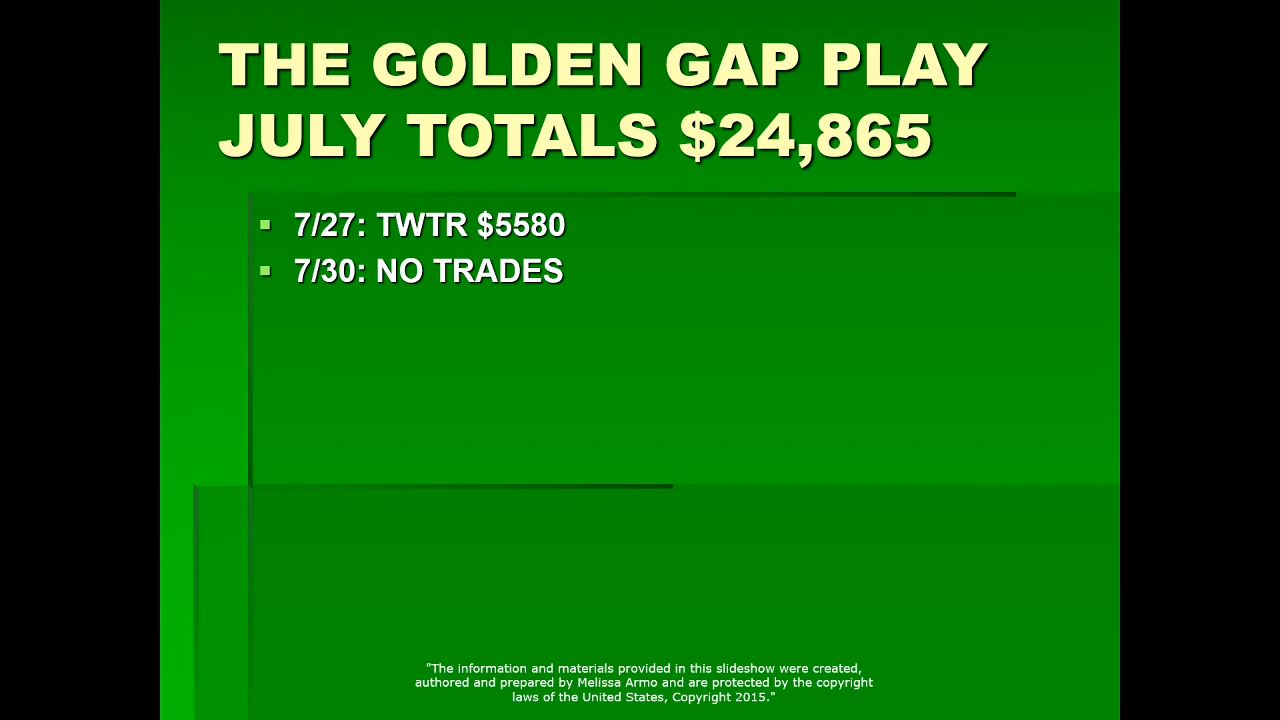 THE GOLDEN GAP PLAY
JULY TOTALS $24,865
7/27: TWTR $5580
7/30: NO TRADES
"The information and materials provided in this slideshow were created,
authored and prepared by Melissa Armo and are protected by the copyright
laws of the United States, Copyright 2015."